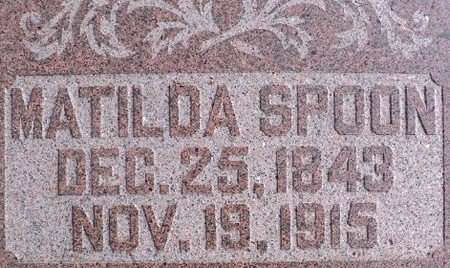 MATILDA SPOON
DEC. 25, 1843
NOV. 19, 1915